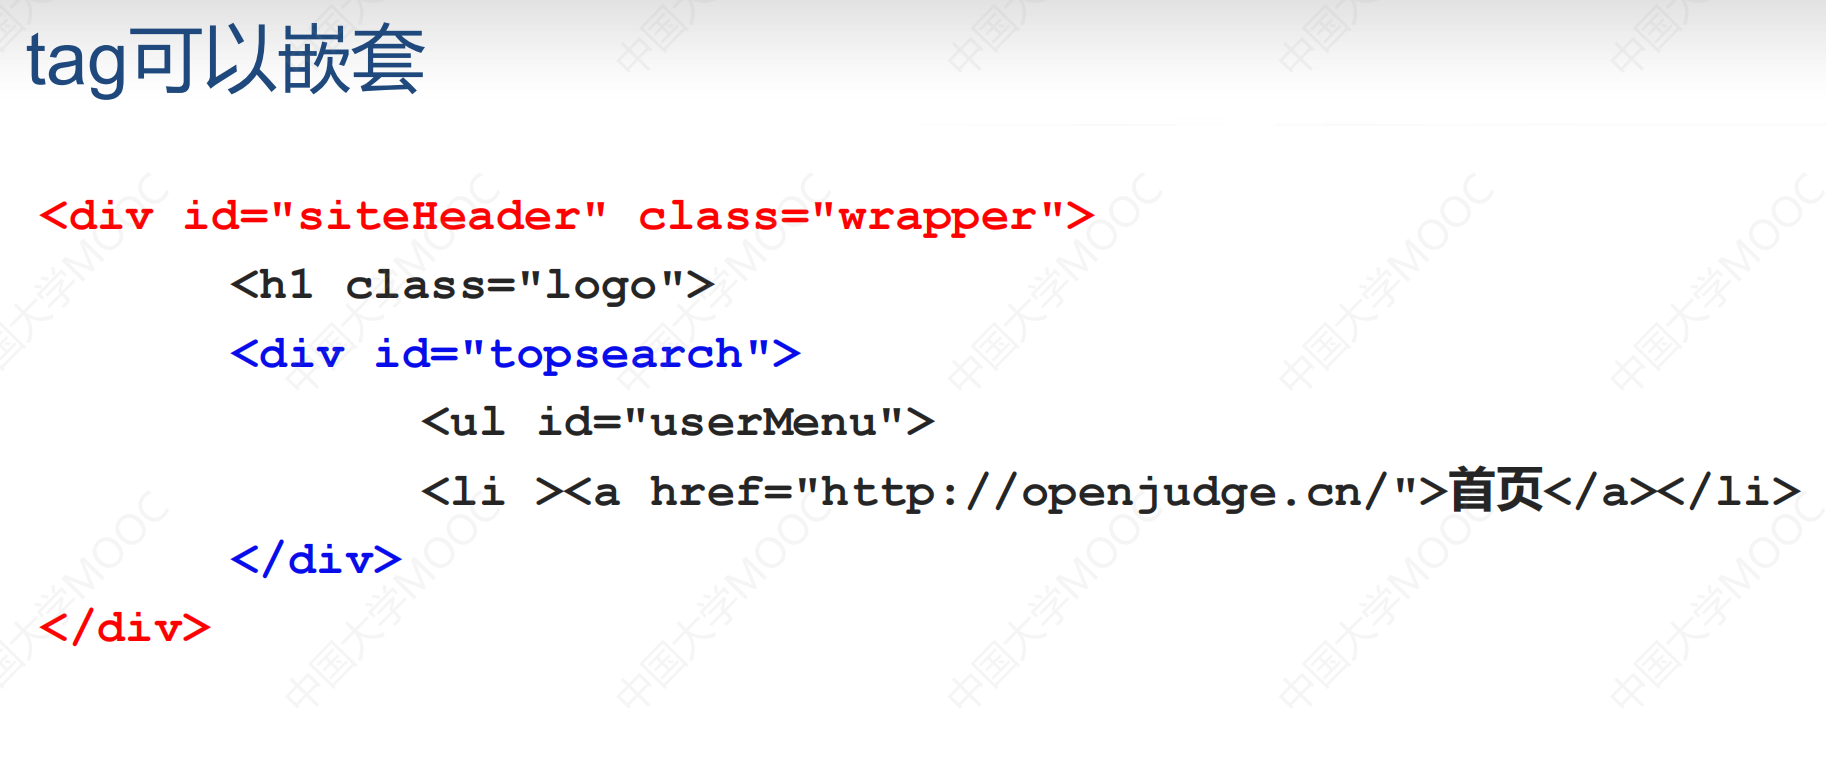 tag可以嵌套
<div id="siteHeader" class="wrapper">
<h1 class="logo">
<div id="topsearch">
<ul id="userMenu">
<li ><a href="http://openjudge.cn/">首页</a></li>
</div>
</div>
中国大学MOOC